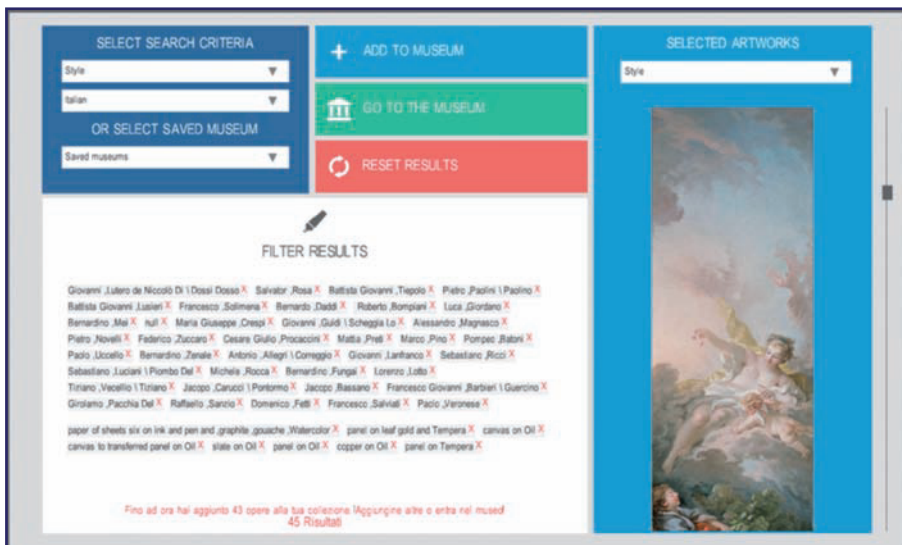 SELECT SEARCH CRITERIA
Style
Italian
OR SELECT SAVED MUSEUM
Saved museums
ADD TO MUSEUM
GO TO THE MUSEUM
RESET RESULTS
SELECTED ARTWORKS
Style
FILTER RESULTS
Giovanni ,Lutero de Niccolò Di \ Dossi Dosso X Salvator ,Rosa X Battista Giovanni ,Tiepolo X Pietro ,Paolini \ Paolino X
Battista Giovanni ,Lusieri X Francesco ,Solimena X Bernardo ,Daddi X Roberto ,Bompiani X Luca ,Giordano X
Bernardino ,Mei X null X Maria Giuseppe ,Crespi X Giovanni ,Guidi \ Scheggia Lo X Alessandro ,Magnasco X
Pietro ,Novelli X Federico ,Zuccaro X Cesare Giulio ,Procaccini X Mattia ,Preti X Marco ,Pino X Pompeo ,Batoni X
Paolo ,Uccello X Bernardino ,Zenale X Antonio ,Allegri \ Correggio X Giovanni ,Lanfranco X Sebastiano ,Ricci X
Sebastiano ,Luciani \ Piombo Del X Michele ,Rocca X Bernardino ,Fungai X Lorenzo ,Lotto X
Tiziano ,Vecellio \ Tiziano X Jacopo ,Carucci \ Pontormo X Jacopo ,Bassano X Francesco Giovanni ,Barbieri \ Guercino X
Girolamo ,Pacchia Del X Raffaello ,Sanzio X Domenico ,Fetti X Francesco ,Salviati X Paolo ,Veronese X
paper of sheets six on ink and pen and ,graphite ,gouache ,Watercolor X panel on leaf gold and Tempera X canvas on Oil X
canvas to transferred panel on Oil X slate on Oil X panel on Oil X copper on Oil X panel on Tempera X
Fino ad ora hai aggiunto 43 opere alla tua collezione !Aggiungine altre o entra nel museo!
45 Risultati